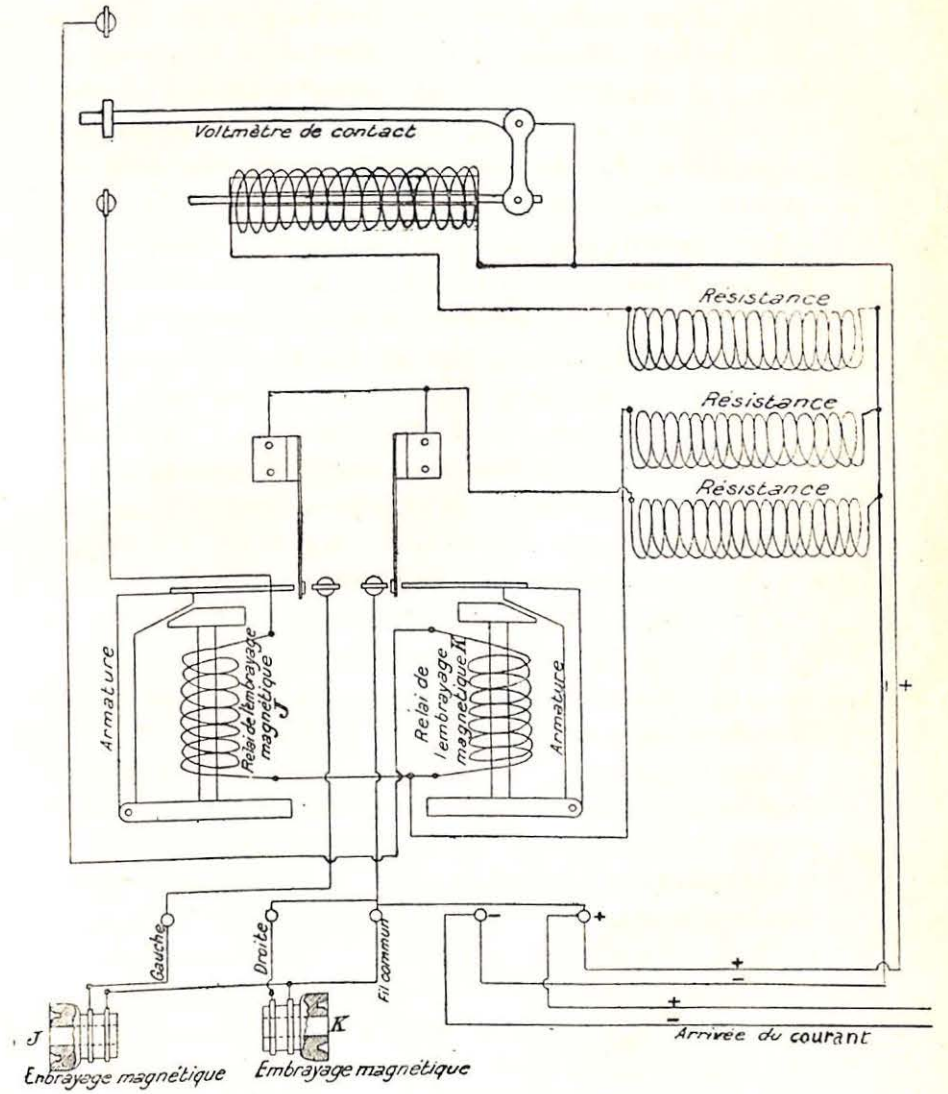 Voltmètre de contact
Résistance
Résistance
Résistance
Armature
Relai de l'embrayage
magnétique
J
Relai de
l'embrayage
magnétique K
Armature
- +
Gauche
Droite
Fil commun
-
+
+
-
+
-
Arrivée du courant
J
K
Enbrayage magnétique
Embrayage magnétique